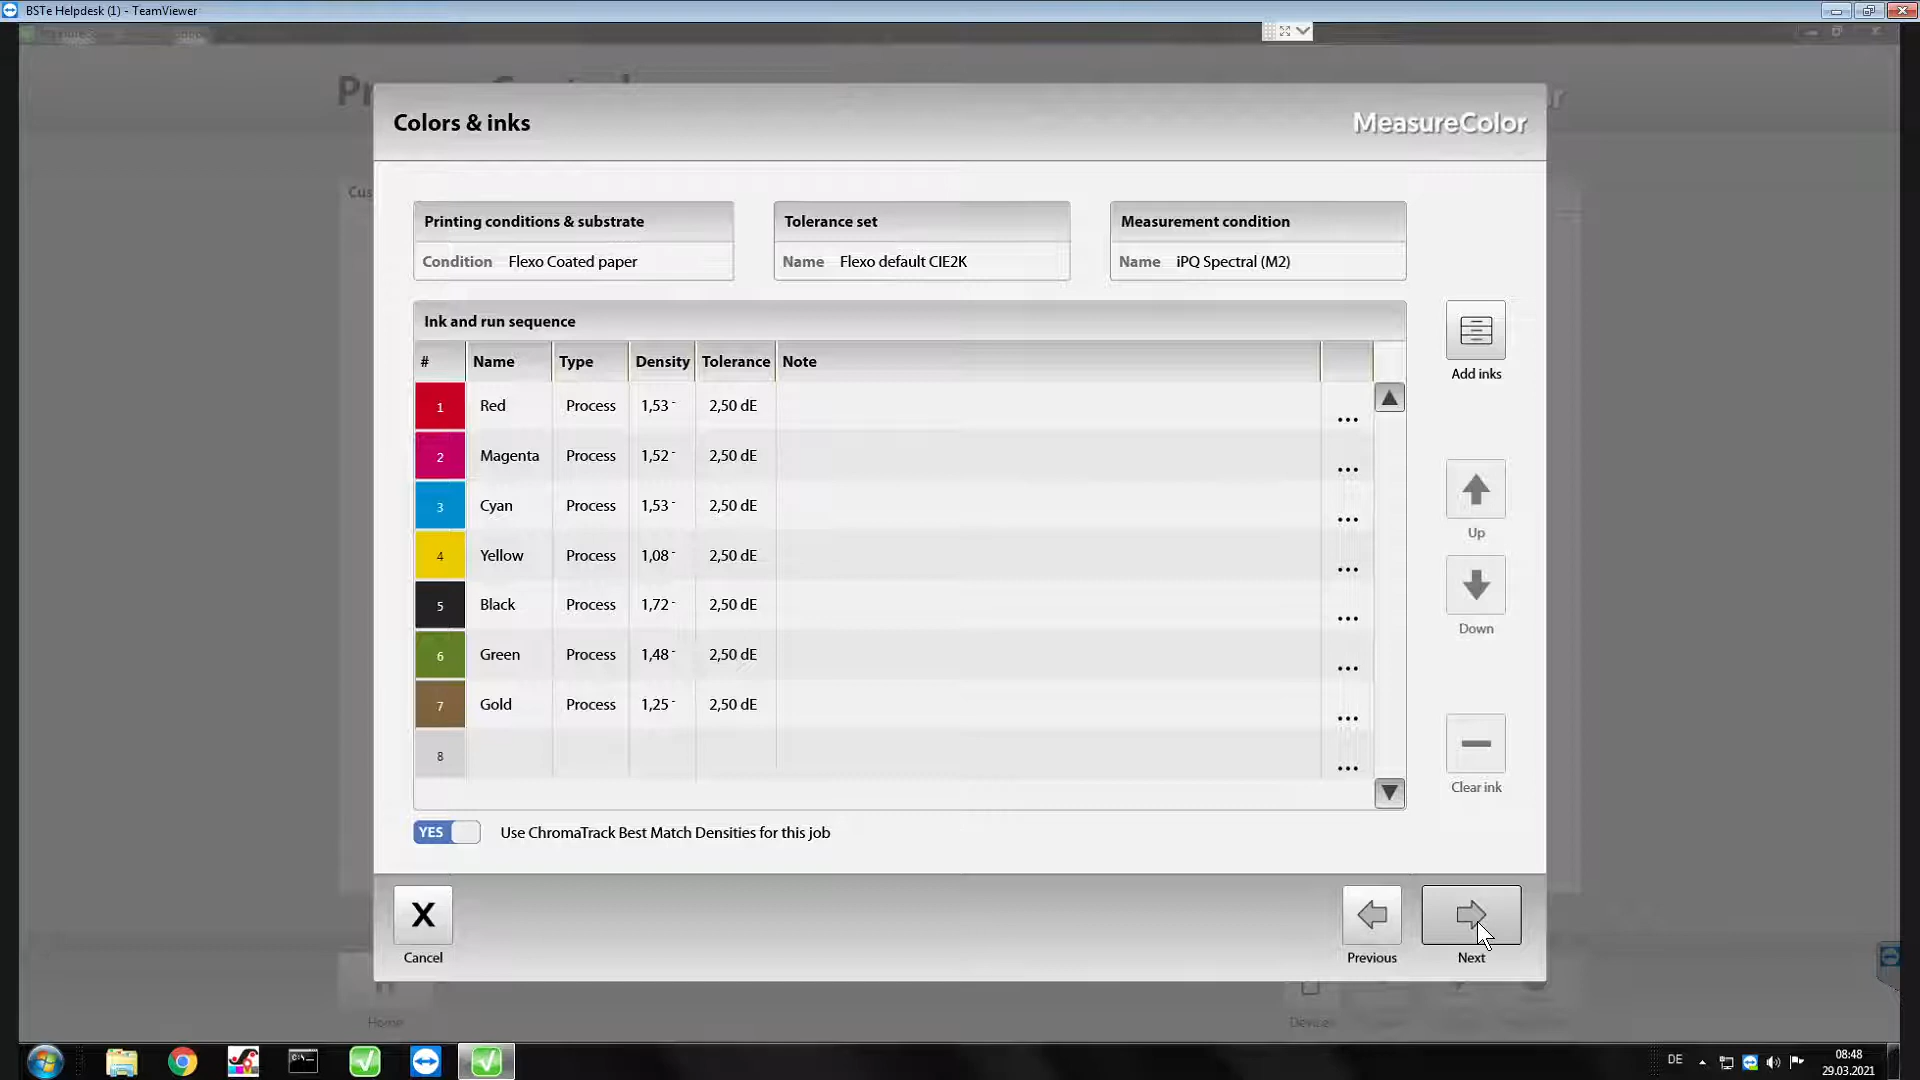 BSTe Helpdesk (1) - TeamViewer
Colors & inks
MeasureColor
Printing conditions & substrate
Condition Flexo Coated paper
Tolerance set
Name Flexo default CIE2K
Measurement condition
Name iPQ Spectral (M2)
Ink and run sequence
# Name Type Density Tolerance Note
1 Red Process 1,53 - 2,50 dE ...
2 Magenta Process 1,52 - 2,50 dE ...
3 Cyan Process 1,53 - 2,50 dE ...
4 Yellow Process 1,08 - 2,50 dE ...
5 Black Process 1,72 - 2,50 dE ...
6 Green Process 1,48 - 2,50 dE ...
7 Gold Process 1,25 - 2,50 dE ...
8 ...
Add inks
Up
Down
Clear ink
YES Use ChromaTrack Best Match Densities for this job
X
Cancel
Previous
Next
Home
Devices
DE
08:48
29.03.2021